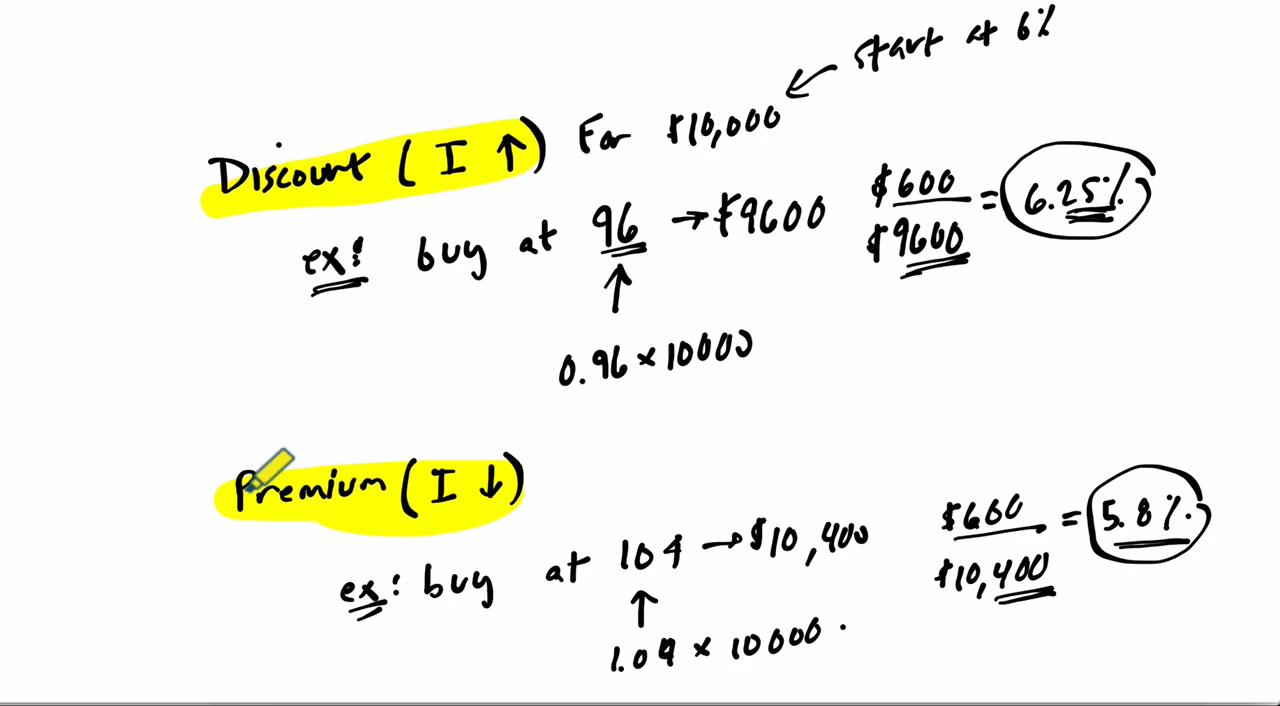 start at 6%
Discount ( I ↑ ) For $10,000 ←
ex: buy at 96 → $9600 $600 / $9600 = 6.25%
↑
0.96 × 10000
Premium ( I ↓ )
ex: buy at 104 → $10,400 $600 / $10,400 = 5.8%.
↑
1.04 × 10000.